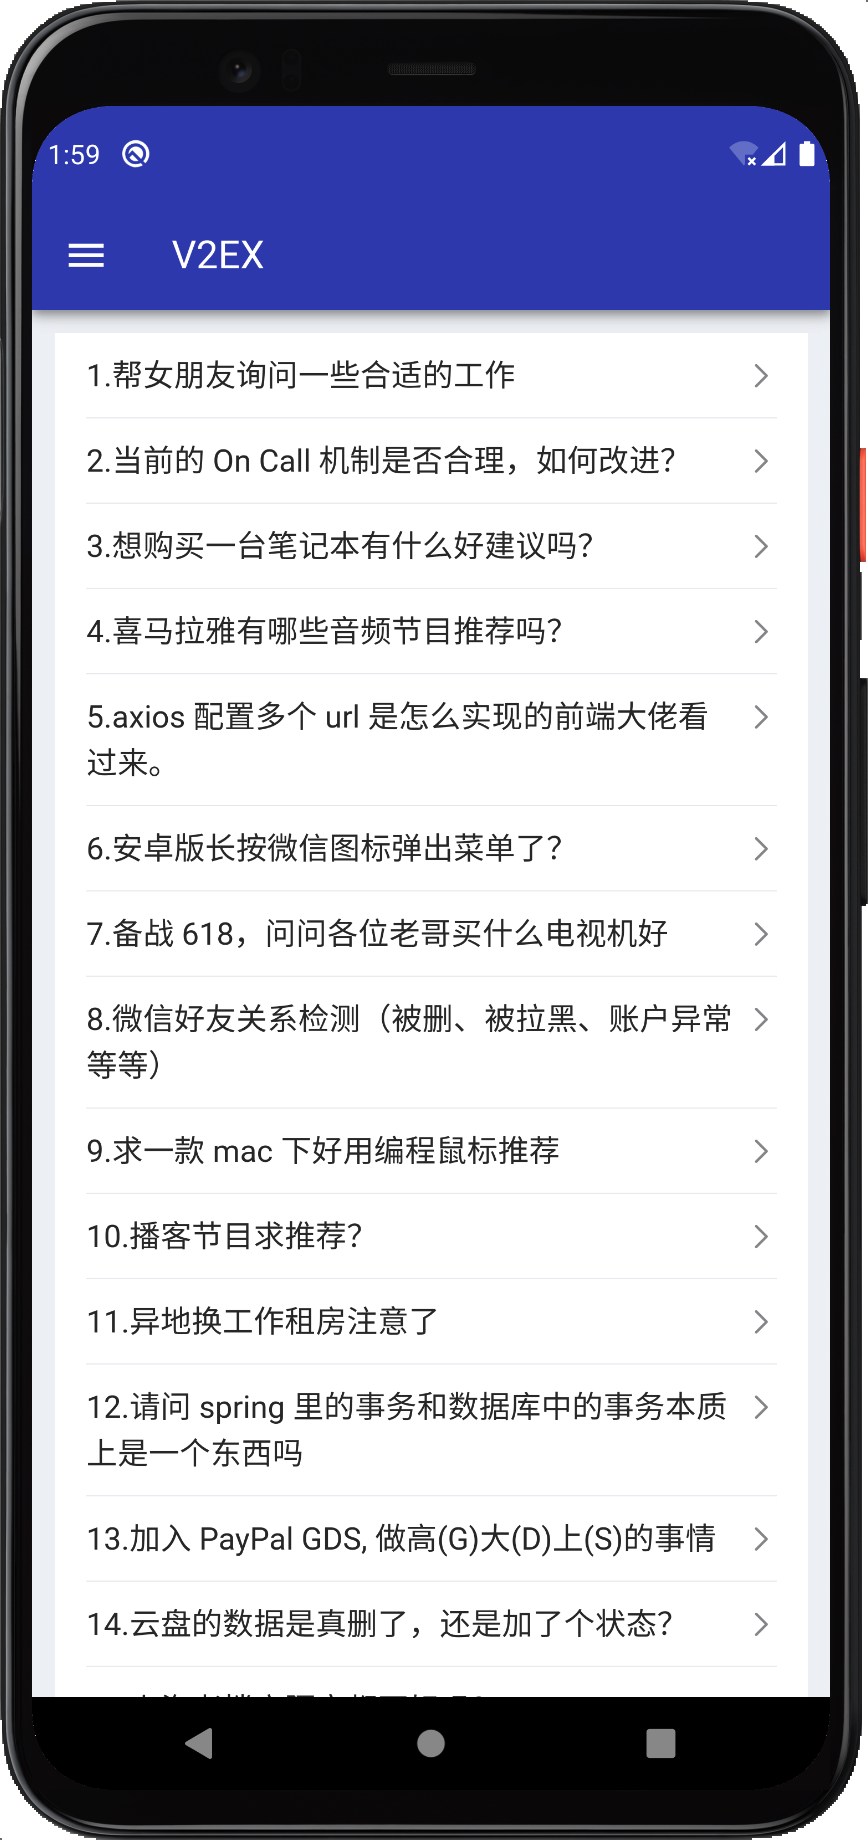 1:59
V2EX
1.帮女朋友询问一些合适的工作
2.当前的 On Call 机制是否合理，如何改进？
3.想购买一台笔记本有什么好建议吗？
4.喜马拉雅有哪些音频节目推荐吗？
5.axios 配置多个 url 是怎么实现的前端大佬看
过来。
6.安卓版长按微信图标弹出菜单了？
7.备战 618，问问各位老哥买什么电视机好
8.微信好友关系检测（被删、被拉黑、账户异常
等等）
9.求一款 mac 下好用编程鼠标推荐
10.播客节目求推荐？
11.异地换工作租房注意了
12.请问 spring 里的事务和数据库中的事务本质
上是一个东西吗
13.加入 PayPal GDS, 做高(G)大(D)上(S)的事情
14.云盘的数据是真删了，还是加了个状态？